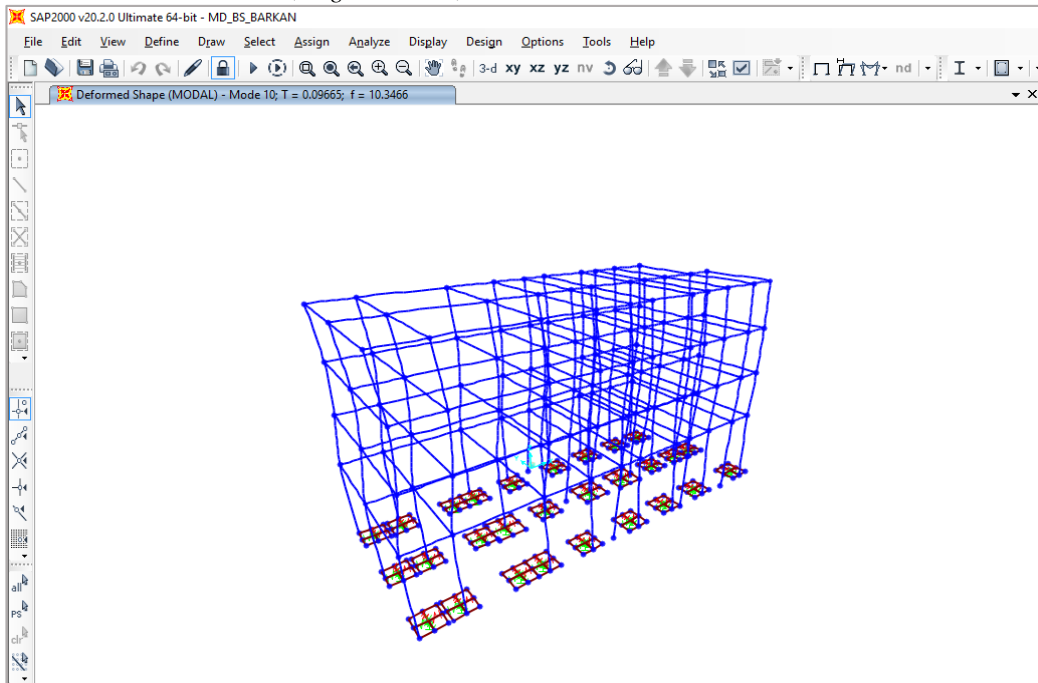 SAP2000 v20.2.0 Ultimate 64-bit - MD_BS_BARKAN
File Edit View Define Draw Select Assign Analyze Display Design Options Tools Help
3-d xy xz yz nv nd
Deformed Shape (MODAL) - Mode 10; T = 0.09665; f = 10.3466
all
PS
clr